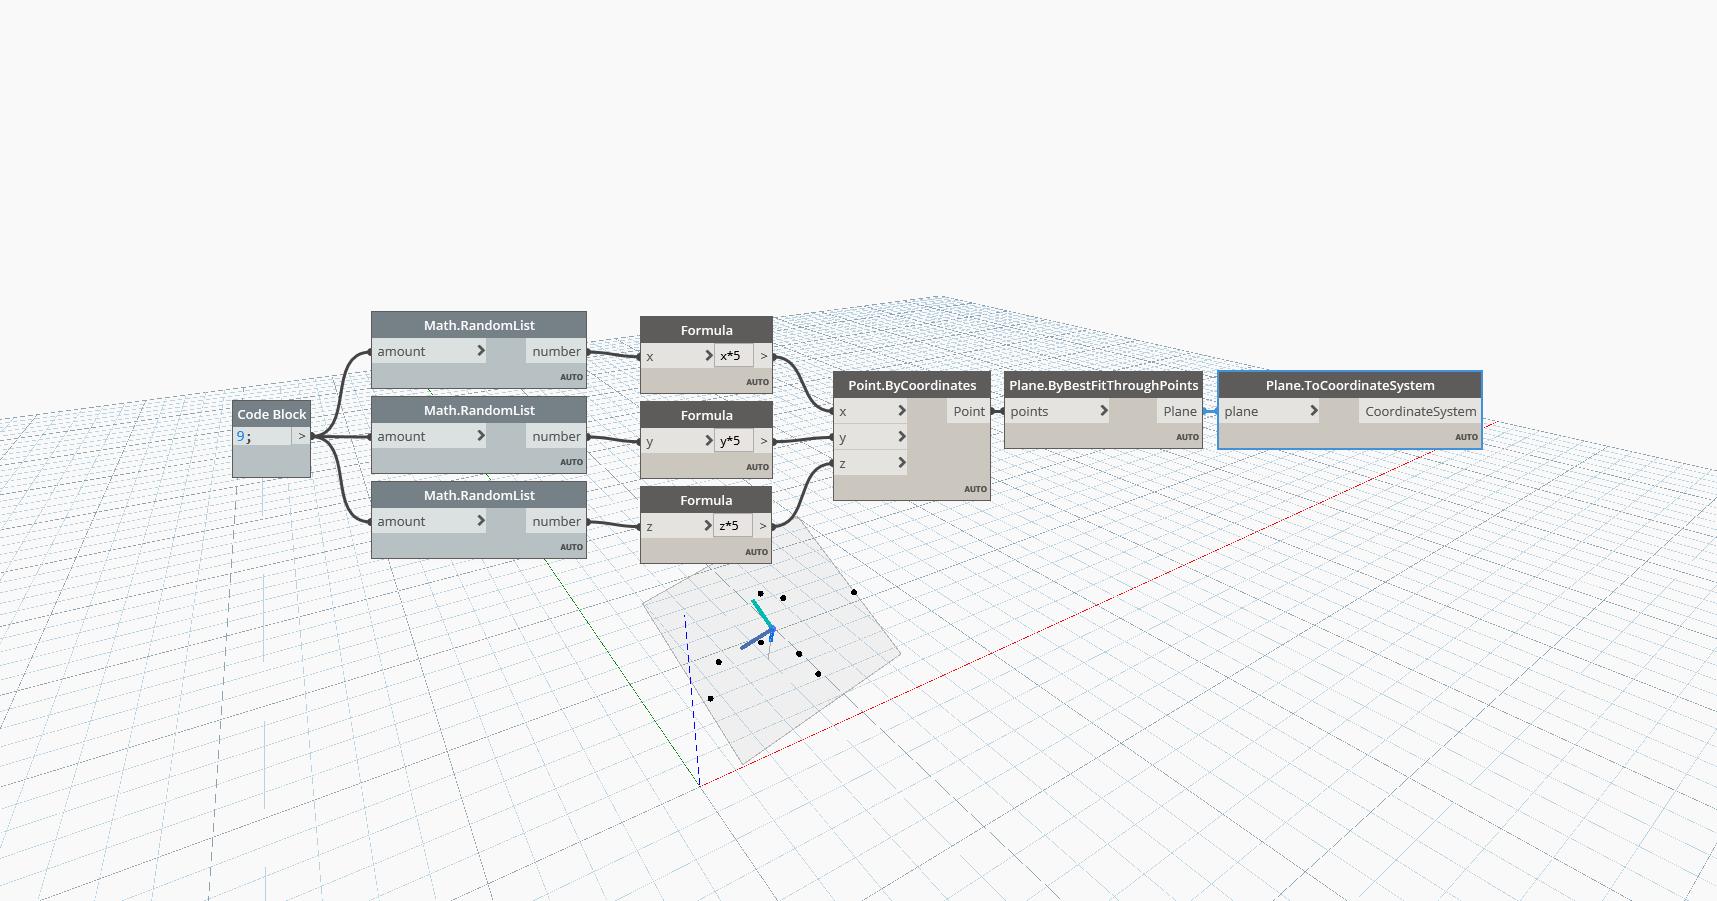 Code Block
9;
>
Math.RandomList
amount
number
AUTO
Math.RandomList
amount
number
AUTO
Math.RandomList
amount
number
AUTO
Formula
x
x*5
>
AUTO
Formula
y
y*5
>
AUTO
Formula
z
z*5
>
AUTO
Point.ByCoordinates
x
Point
y
z
AUTO
Plane.ByBestFitThroughPoints
points
Plane
AUTO
Plane.ToCoordinateSystem
plane
CoordinateSystem
AUTO